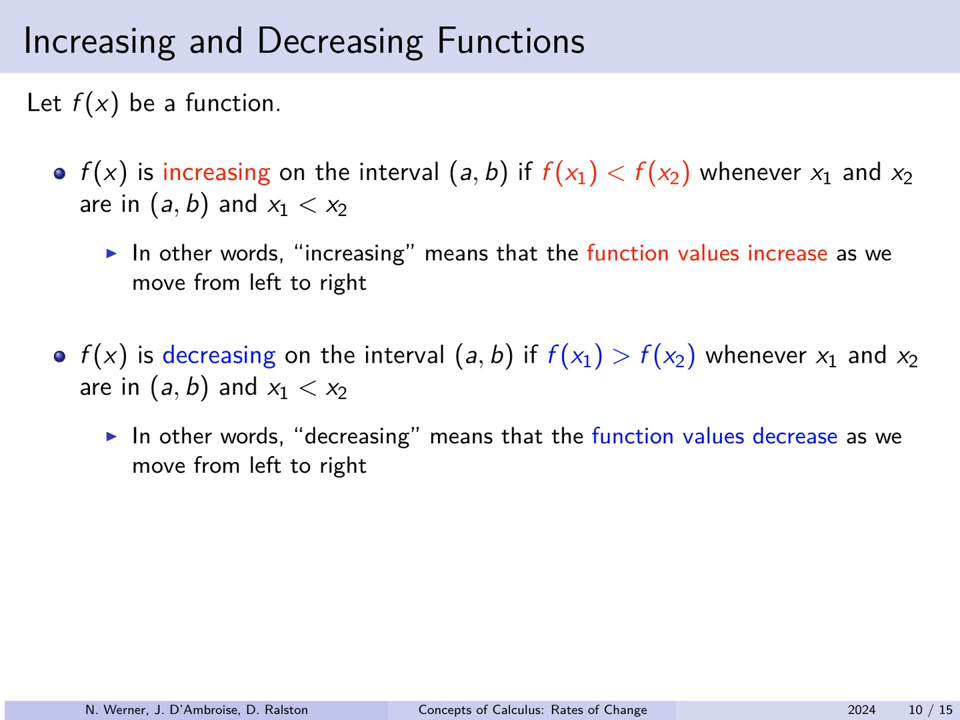 Increasing and Decreasing Functions
Let f(x) be a function.
f(x) is increasing on the interval (a, b) if f(x₁) < f(x₂) whenever x₁ and x₂
are in (a, b) and x₁ < x₂
In other words, “increasing” means that the function values increase as we
move from left to right
f(x) is decreasing on the interval (a, b) if f(x₁) > f(x₂) whenever x₁ and x₂
are in (a, b) and x₁ < x₂
In other words, “decreasing” means that the function values decrease as we
move from left to right
N. Werner, J. D'Ambroise, D. Ralston Concepts of Calculus: Rates of Change 2024 10 / 15